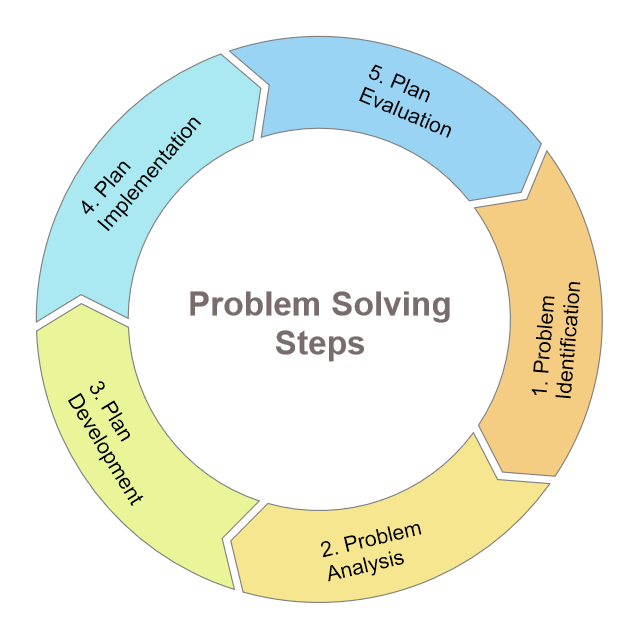 Problem Solving
Steps
1. Problem
Identification
2. Problem
Analysis
3. Plan
Development
4. Plan
Implementation
5. Plan
Evaluation